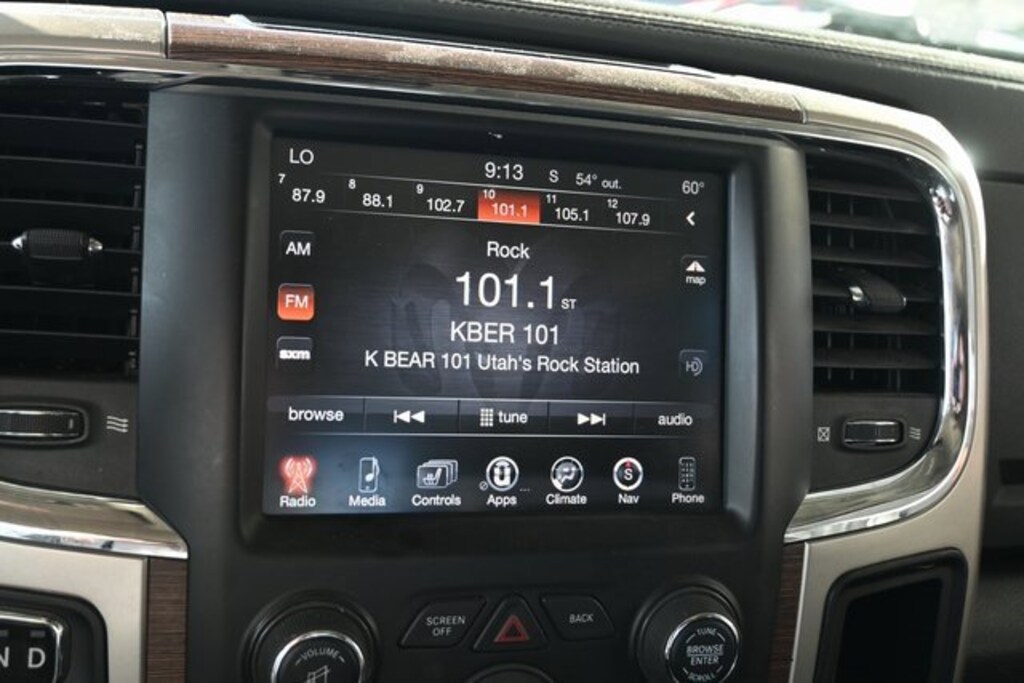 LO 9:13 S 54° out. 60°
7 87.9 8 88.1 9 102.7 10 101.1 11 105.1 12 107.9
AM
Rock
map
FM
101.1 ST
KBER 101
sxm
K BEAR 101 Utah's Rock Station
HD
browse tune audio
Radio Media Controls Apps Climate Nav Phone
S
SCREEN OFF
BACK
VOLUME
TUNE
BROWSE
ENTER
SCROLL
N D